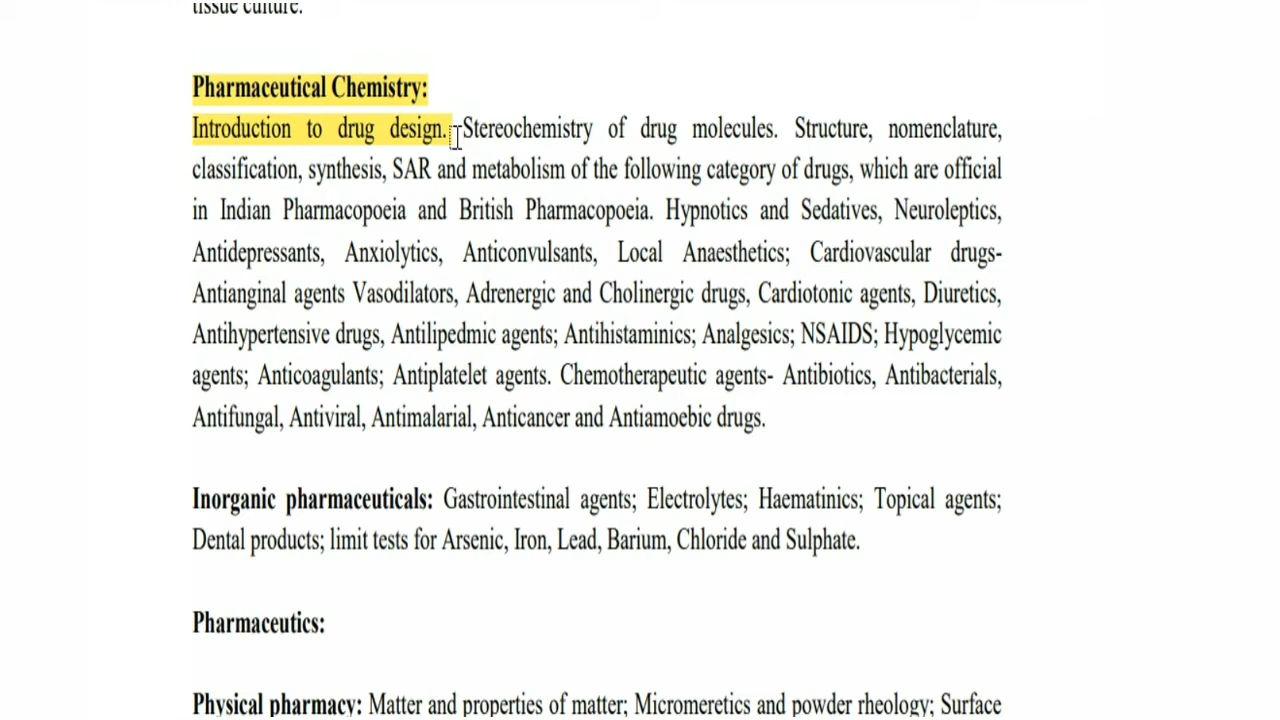 tissue culture.
Pharmaceutical Chemistry:
Introduction to drug design. Stereochemistry of drug molecules. Structure, nomenclature,
classification, synthesis, SAR and metabolism of the following category of drugs, which are official
in Indian Pharmacopoeia and British Pharmacopoeia. Hypnotics and Sedatives, Neuroleptics,
Antidepressants, Anxiolytics, Anticonvulsants, Local Anaesthetics; Cardiovascular drugs-
Antianginal agents Vasodilators, Adrenergic and Cholinergic drugs, Cardiotonic agents, Diuretics,
Antihypertensive drugs, Antilipedmic agents; Antihistaminics; Analgesics; NSAIDS; Hypoglycemic
agents; Anticoagulants; Antiplatelet agents. Chemotherapeutic agents- Antibiotics, Antibacterials,
Antifungal, Antiviral, Antimalarial, Anticancer and Antiamoebic drugs.
Inorganic pharmaceuticals: Gastrointestinal agents; Electrolytes; Haematinics; Topical agents;
Dental products; limit tests for Arsenic, Iron, Lead, Barium, Chloride and Sulphate.
Pharmaceutics:
Physical pharmacy: Matter and properties of matter; Micromeretics and powder rheology; Surface